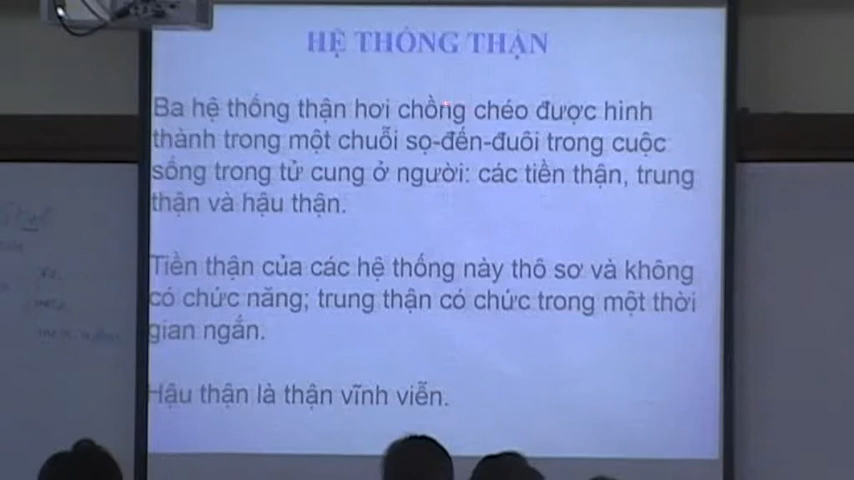 HỆ THỐNG THẬN
Ba hệ thống thận hơi chồng chéo được hình
thành trong một chuỗi sọ-đến-đuôi trong cuộc
sống trong tử cung ở người: các tiền thận, trung
thận và hậu thận.
Tiền thận của các hệ thống này thô sơ và không
có chức năng; trung thận có chức trong một thời
gian ngắn.
Hậu thận là thận vĩnh viễn.